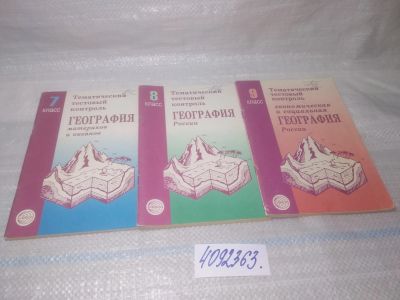 7
КЛАСС
Тематический
тестовый
контроль
ГЕОГРАФИЯ
материков
и океанов
8
КЛАСС
Тематический
тестовый
контроль
ГЕОГРАФИЯ
России
9
КЛАСС
Тематический
тестовый
контроль
экономическая
и социальная
ГЕОГРАФИЯ
России
4092363.